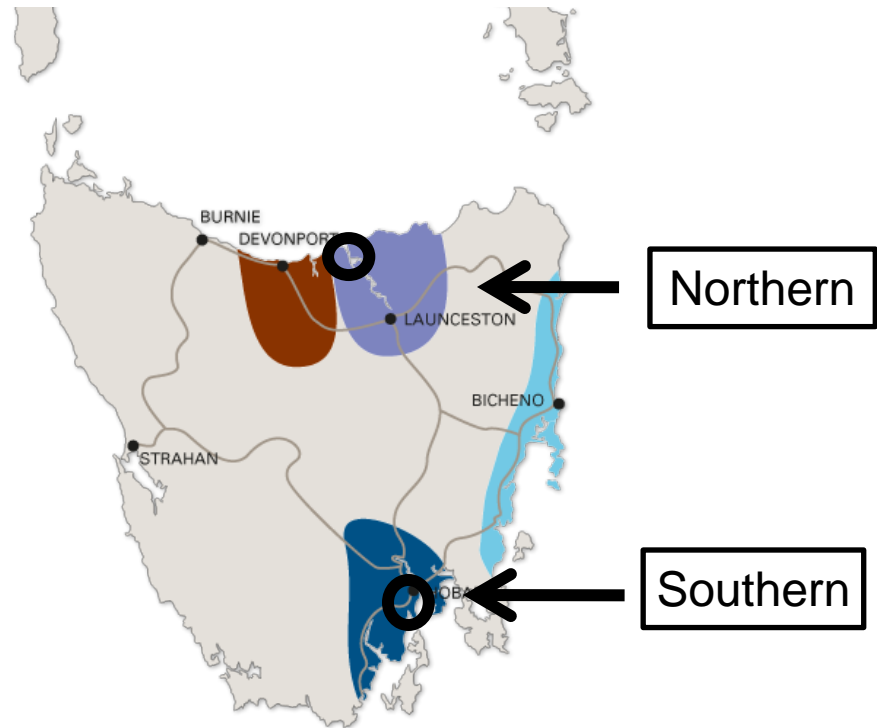 BURNIE
DEVONPORT
Northern
LAUNCESTON
BICHENO
STRAHAN
Southern